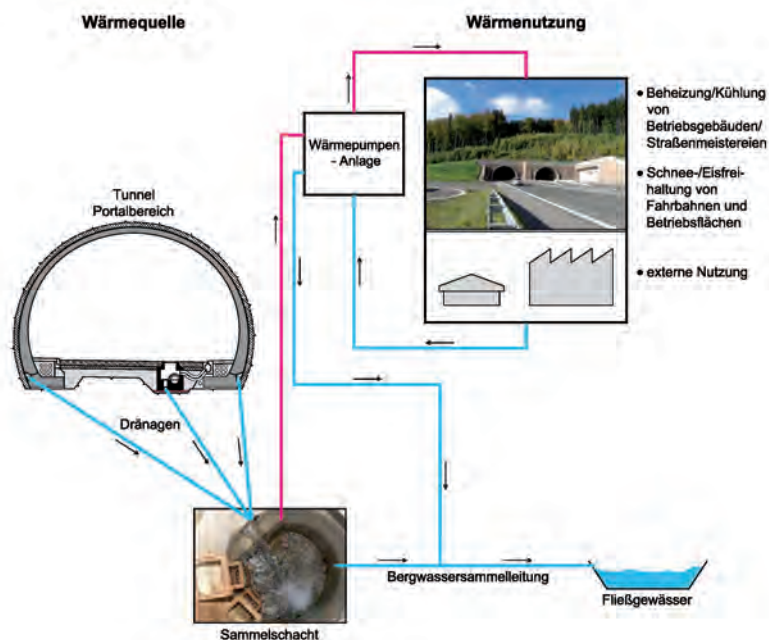 Wärmequelle
Wärmenutzung
Wärmepumpen
- Anlage
• Beheizung/Kühlung
von
Betriebsgebäuden/
Straßenmeistereien
• Schnee-/Eisfrei-
haltung von
Fahrbahnen und
Betriebsflächen
• externe Nutzung
Tunnel
Portalbereich
Dränagen
Sammelschacht
Bergwassersammelleitung
Fließgewässer